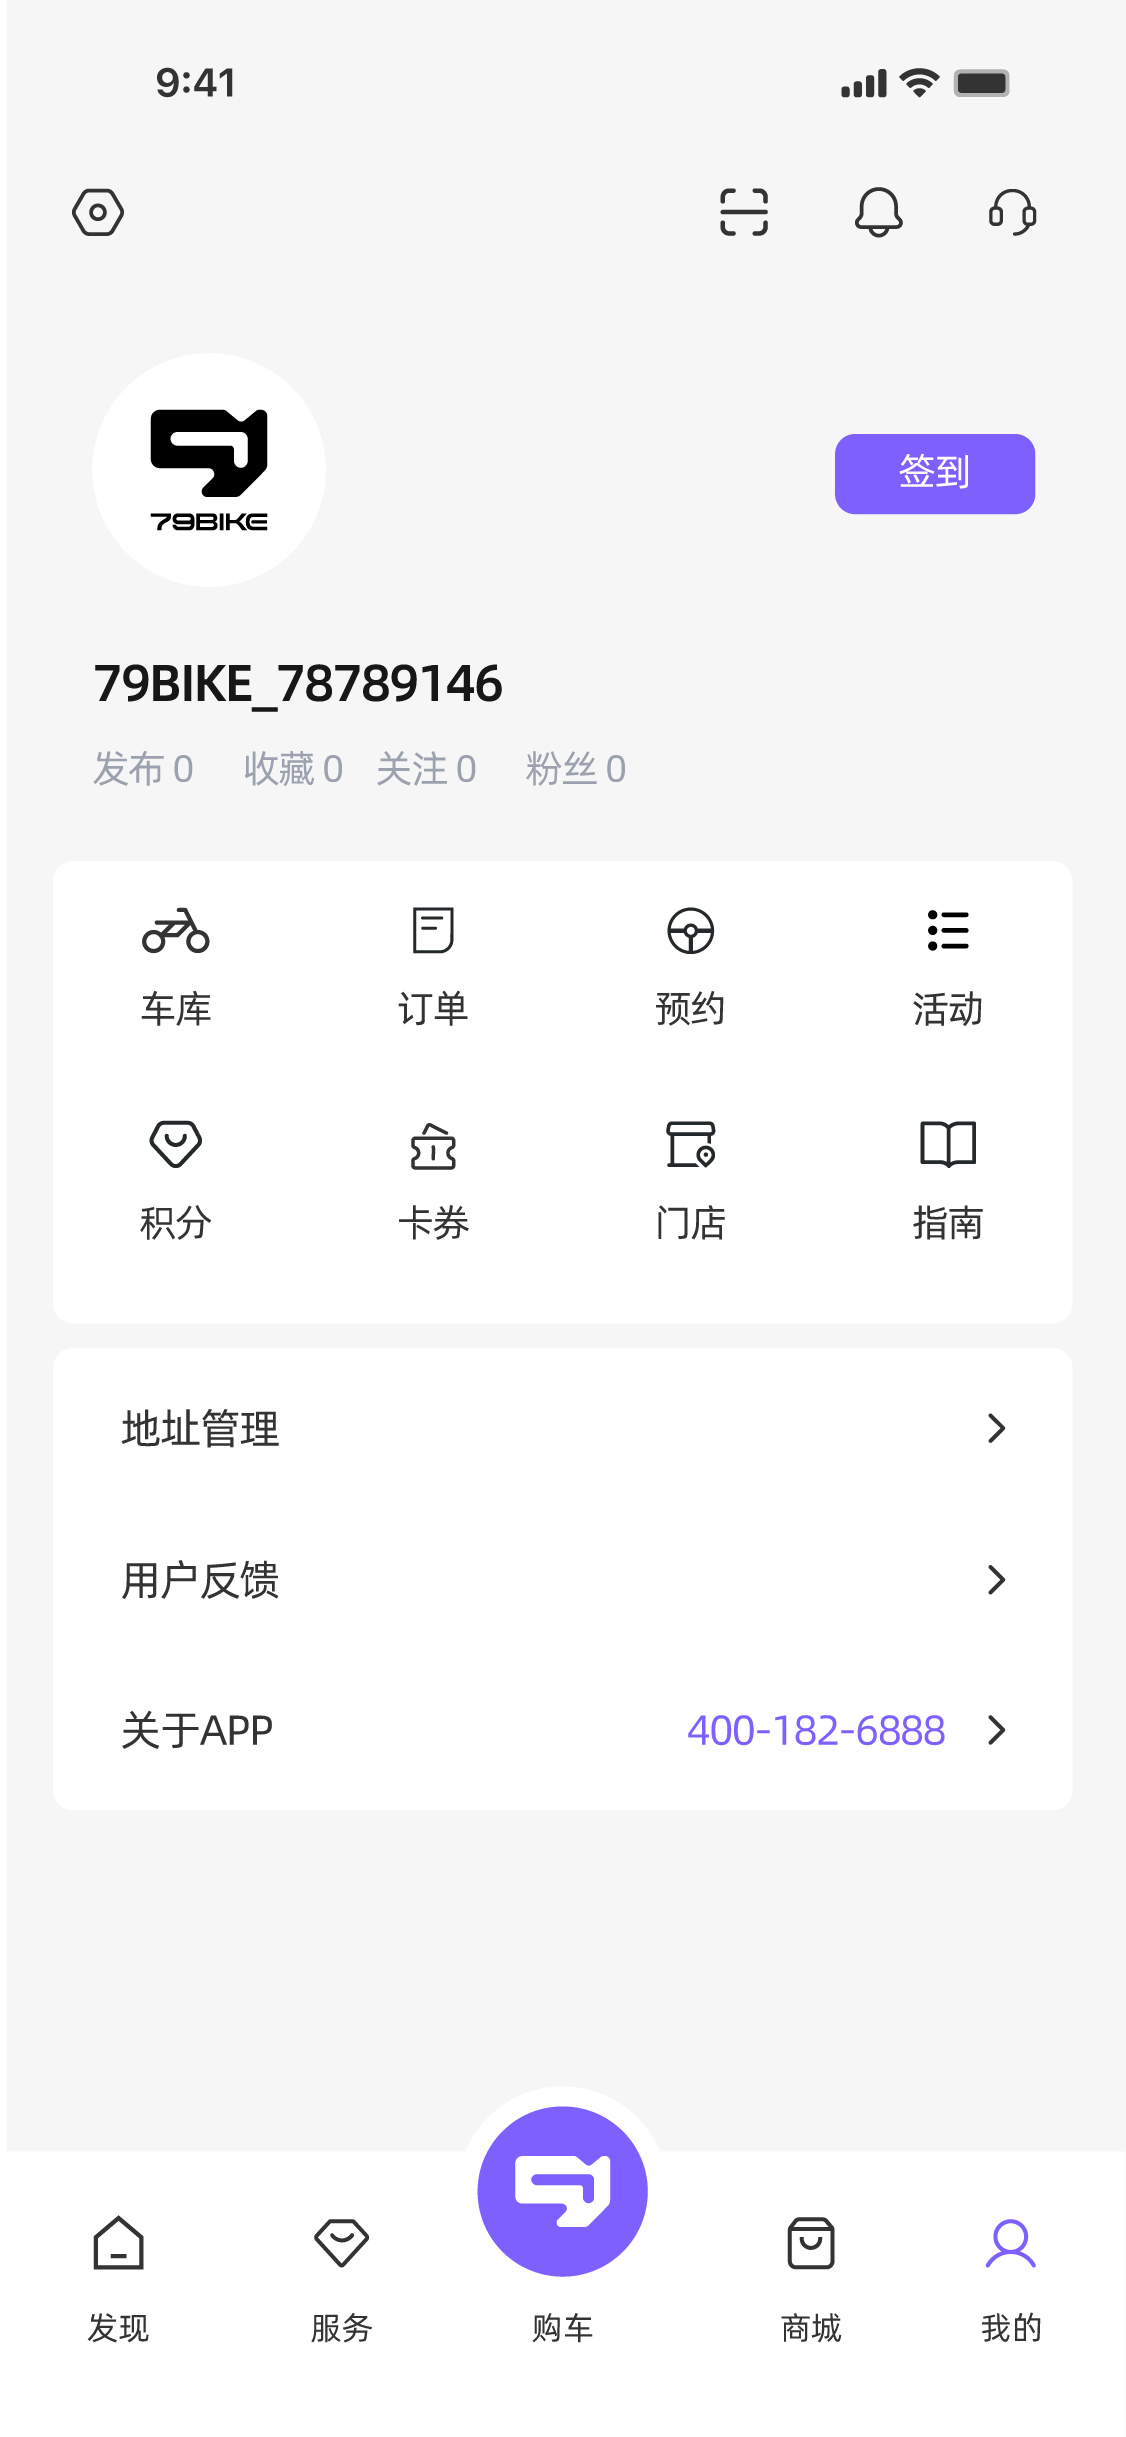 9:41
79BIKE
签到
79BIKE_78789146
发布 0 收藏 0 关注 0 粉丝 0
车库 订单 预约 活动
积分 卡券 门店 指南
地址管理
用户反馈
关于APP 400-182-6888
发现 服务 购车 商城 我的